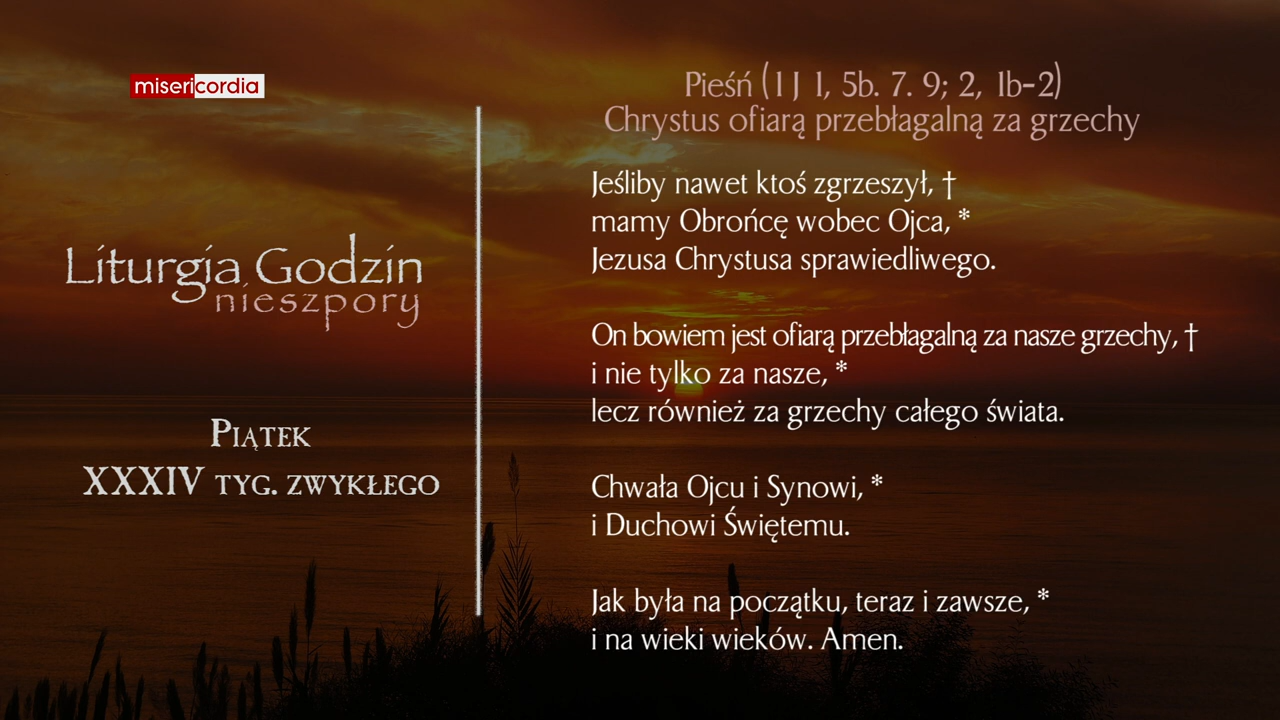 misericordia
Liturgia Godzin
nieszpory
Piątek
XXXIV tyg. zwykłego
Pieśń (1 J 1, 5b. 7. 9; 2, 1b-2)
Chrystus ofiarą przebłagalną za grzechy
Jeśliby nawet ktoś zgrzeszył, †
mamy Obrońcę wobec Ojca, *
Jezusa Chrystusa sprawiedliwego.
On bowiem jest ofiarą przebłagalną za nasze grzechy, †
i nie tylko za nasze, *
lecz również za grzechy całego świata.
Chwała Ojcu i Synowi, *
i Duchowi Świętemu.
Jak była na początku, teraz i zawsze, *
i na wieki wieków. Amen.